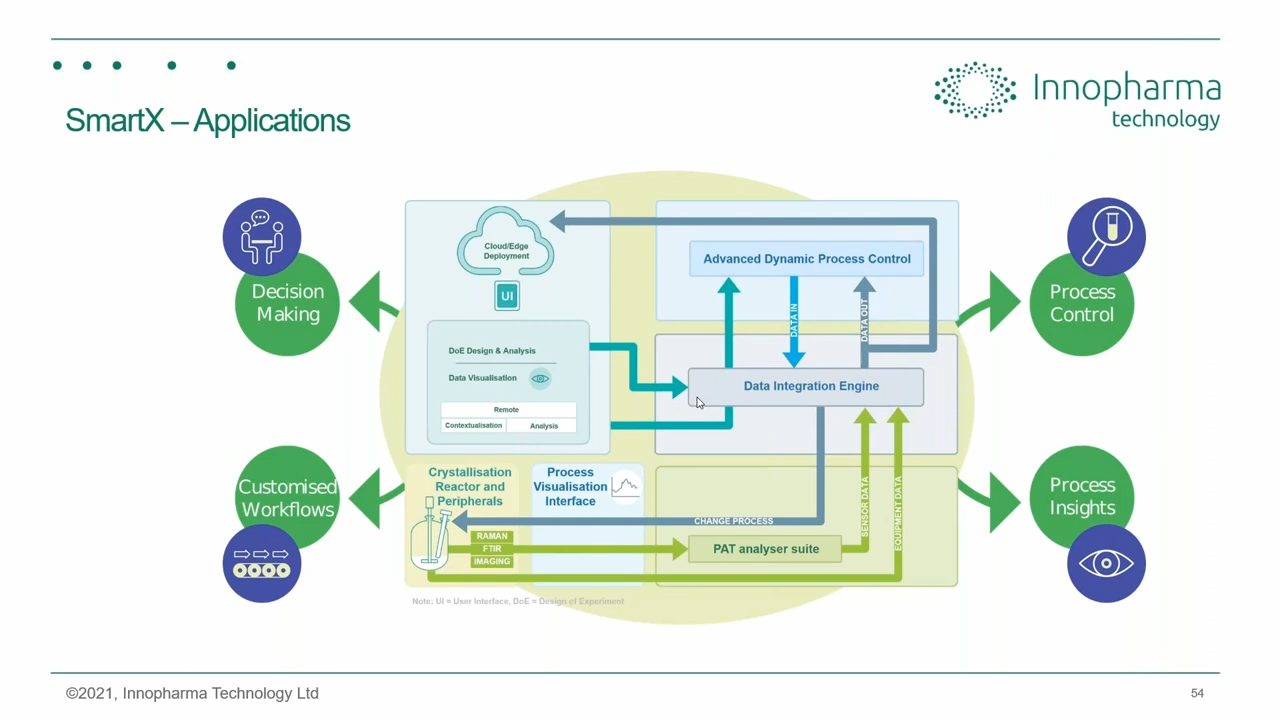 Innopharma
technology
SmartX – Applications
Decision
Making
Cloud/Edge
Deployment
UI
DoE Design & Analysis
Data Visualisation
Remote
Contextualisation
Analysis
Advanced Dynamic Process Control
DATA IN
DATA OUT
Data Integration Engine
Process
Control
Customised
Workflows
Crystallisation
Reactor and
Peripherals
Process
Visualisation
Interface
CHANGE PROCESS
RAMAN
FTIR
IMAGING
PAT analyser suite
SENSOR DATA
EQUIPMENT DATA
Process
Insights
Note: UI = User Interface, DoE = Design of Experiment
©2021, Innopharma Technology Ltd
54